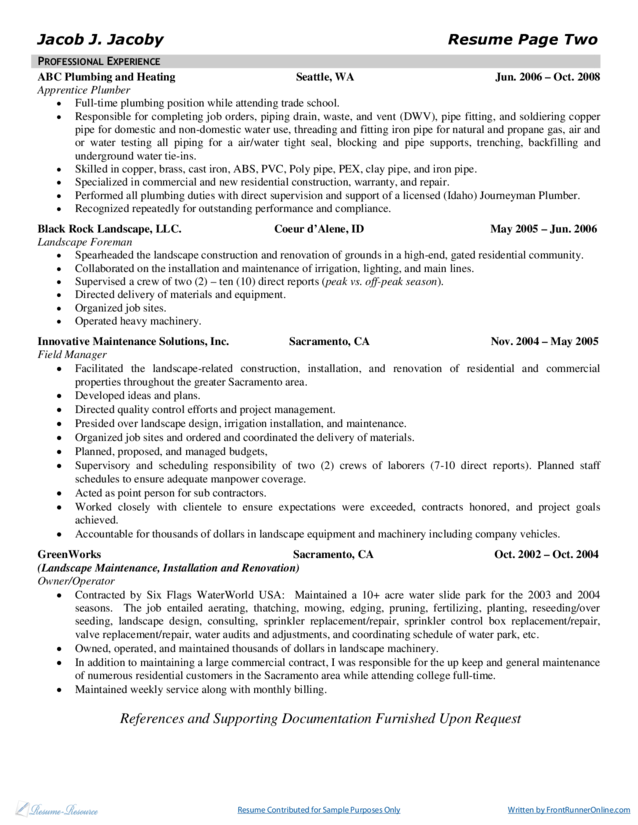 Jacob J. Jacoby Resume Page Two
PROFESSIONAL EXPERIENCE
ABC Plumbing and Heating Seattle, WA Jun. 2006 – Oct. 2008
Apprentice Plumber
• Full-time plumbing position while attending trade school.
• Responsible for completing job orders, piping drain, waste, and vent (DWV), pipe fitting, and soldiering copper
pipe for domestic and non-domestic water use, threading and fitting iron pipe for natural and propane gas, air and
or water testing all piping for a air/water tight seal, blocking and pipe supports, trenching, backfilling and
underground water tie-ins.
• Skilled in copper, brass, cast iron, ABS, PVC, Poly pipe, PEX, clay pipe, and iron pipe.
• Specialized in commercial and new residential construction, warranty, and repair.
• Performed all plumbing duties with direct supervision and support of a licensed (Idaho) Journeyman Plumber.
• Recognized repeatedly for outstanding performance and compliance.
Black Rock Landscape, LLC. Coeur d'Alene, ID May 2005 – Jun. 2006
Landscape Foreman
• Spearheaded the landscape construction and renovation of grounds in a high-end, gated residential community.
• Collaborated on the installation and maintenance of irrigation, lighting, and main lines.
• Supervised a crew of two (2) – ten (10) direct reports (peak vs. off-peak season).
• Directed delivery of materials and equipment.
• Organized job sites.
• Operated heavy machinery.
Innovative Maintenance Solutions, Inc. Sacramento, CA Nov. 2004 – May 2005
Field Manager
• Facilitated the landscape-related construction, installation, and renovation of residential and commercial
properties throughout the greater Sacramento area.
• Developed ideas and plans.
• Directed quality control efforts and project management.
• Presided over landscape design, irrigation installation, and maintenance.
• Organized job sites and ordered and coordinated the delivery of materials.
• Planned, proposed, and managed budgets,
• Supervisory and scheduling responsibility of two (2) crews of laborers (7-10 direct reports). Planned staff
schedules to ensure adequate manpower coverage.
• Acted as point person for sub contractors.
• Worked closely with clientele to ensure expectations were exceeded, contracts honored, and project goals
achieved.
• Accountable for thousands of dollars in landscape equipment and machinery including company vehicles.
GreenWorks Sacramento, CA Oct. 2002 – Oct. 2004
(Landscape Maintenance, Installation and Renovation)
Owner/Operator
• Contracted by Six Flags WaterWorld USA: Maintained a 10+ acre water slide park for the 2003 and 2004
seasons. The job entailed aerating, thatching, mowing, edging, pruning, fertilizing, planting, reseeding/over
seeding, landscape design, consulting, sprinkler replacement/repair, sprinkler control box replacement/repair,
valve replacement/repair, water audits and adjustments, and coordinating schedule of water park, etc.
• Owned, operated, and maintained thousands of dollars in landscape machinery.
• In addition to maintaining a large commercial contract, I was responsible for the up keep and general maintenance
of numerous residential customers in the Sacramento area while attending college full-time.
• Maintained weekly service along with monthly billing.
References and Supporting Documentation Furnished Upon Request
Resume-Resource Resume Contributed for Sample Purposes Only Written by FrontRunnerOnline.com